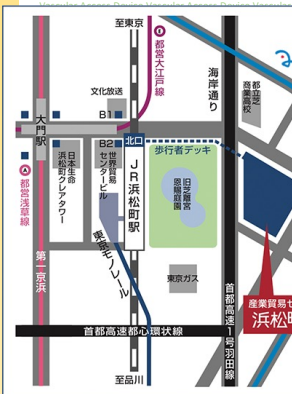 至東京
都営大江戸線
海岸通り
都立芝
商業高校
文化放送
B1
大門駅
B2
北口
歩行者デッキ
日本生命
浜松町クレアタワー
世界貿易
センタービル
JR浜松町駅
旧芝離宮
恩賜庭園
A
都営浅草線
東京モノレール
第一京浜
東京ガス
首都高速1号羽田線
産業貿易セ
浜松町
首都高速都心環状線
至品川